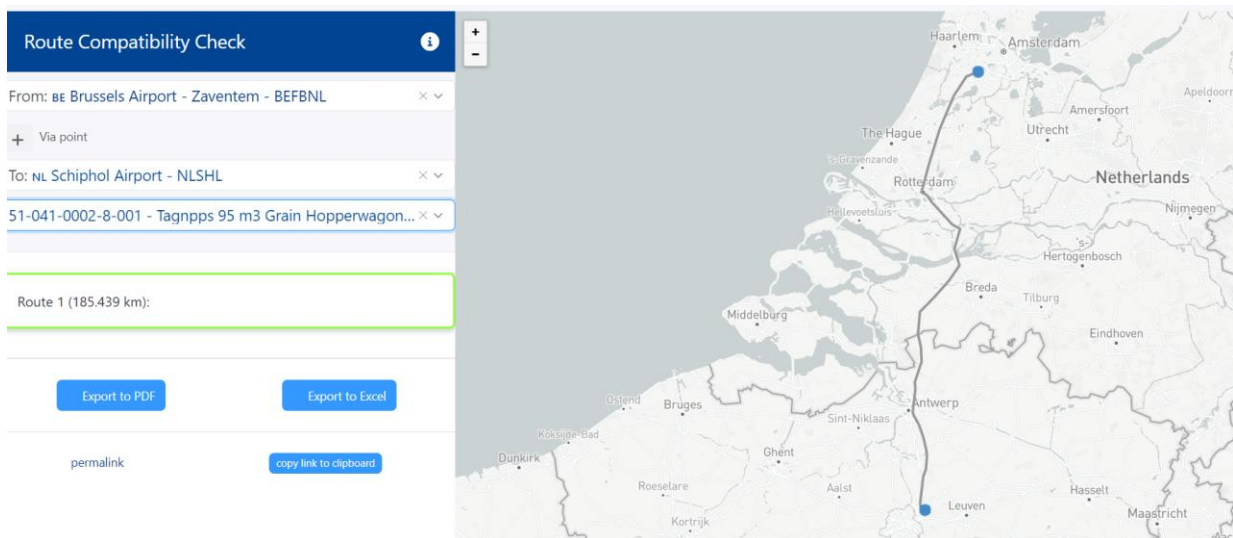 Route Compatibility Check
From: BE Brussels Airport - Zaventem - BEFBNL
+ Via point
To: NL Schiphol Airport - NLSHL
51-041-0002-8-001 - Tagnpps 95 m3 Grain Hopperwagon...
Route 1 (185.439 km):
Export to PDF
Export to Excel
permalink
copy link to clipboard
+
-
Haarlem
Amsterdam
Apeldoorn
Amersfoort
The Hague
Utrecht
's-Gravenzande
Rotterdam
Netherlands
Hellevoetsluis
Nijmegen
's-
Hertogenbosch
Breda
Tilburg
Middelburg
Eindhoven
Ostend
Bruges
Antwerp
Sint-Niklaas
Koksijde-Bad
Ghent
Dunkirk
Roeselare
Aalst
Leuven
Hasselt
Maastricht
Kortrijk